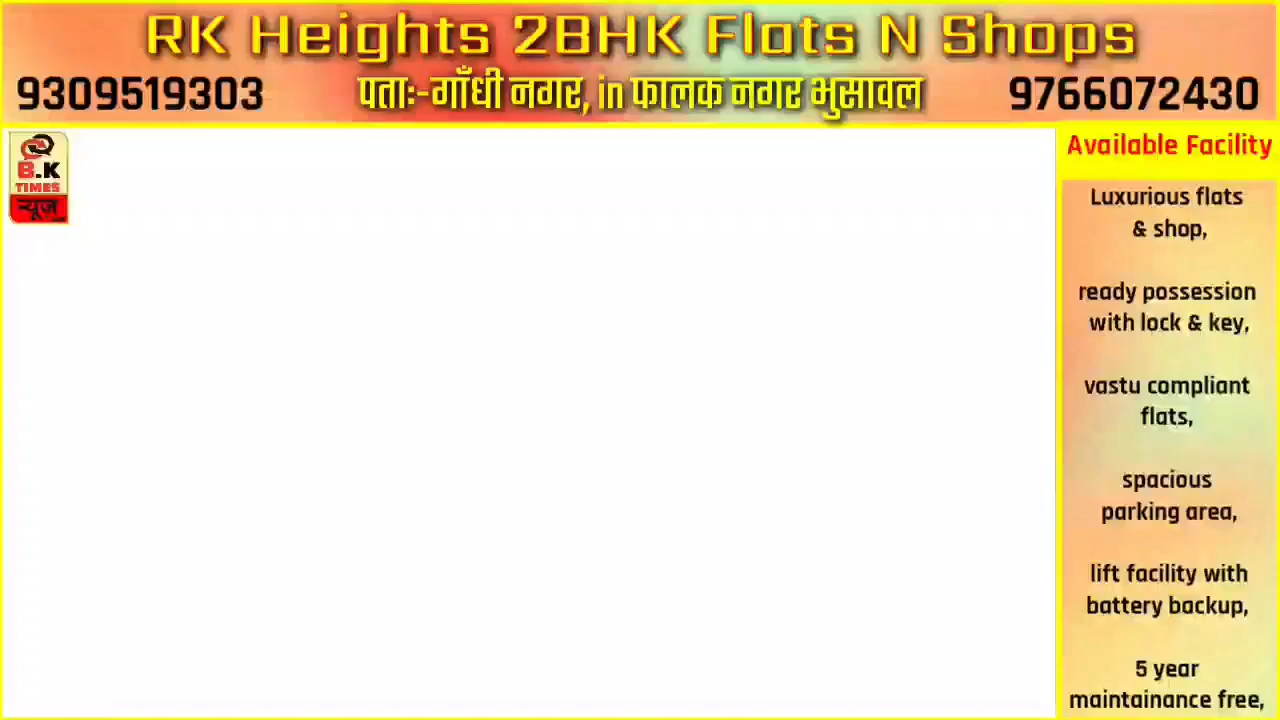 RK Heights 2BHK Flats N Shops
9309519303
पताः-गाँधी नगर, in फालक नगर भुसावल
9766072430
B.K
TIMES
न्यूज़
Available Facility
Luxurious flats
& shop,
ready possession
with lock & key,
vastu compliant
flats,
spacious
parking area,
lift facility with
battery backup,
5 year
maintainance free,